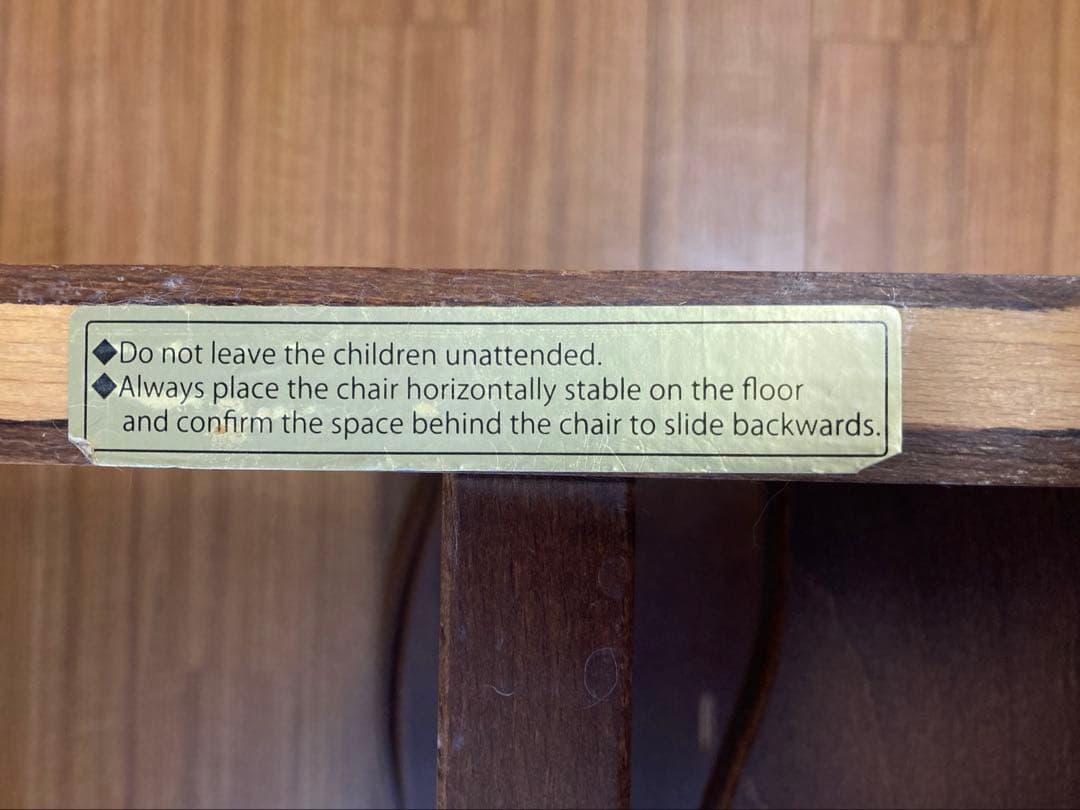 ◆Do not leave the children unattended.
◆Always place the chair horizontally stable on the floor
and confirm the space behind the chair to slide backwards.